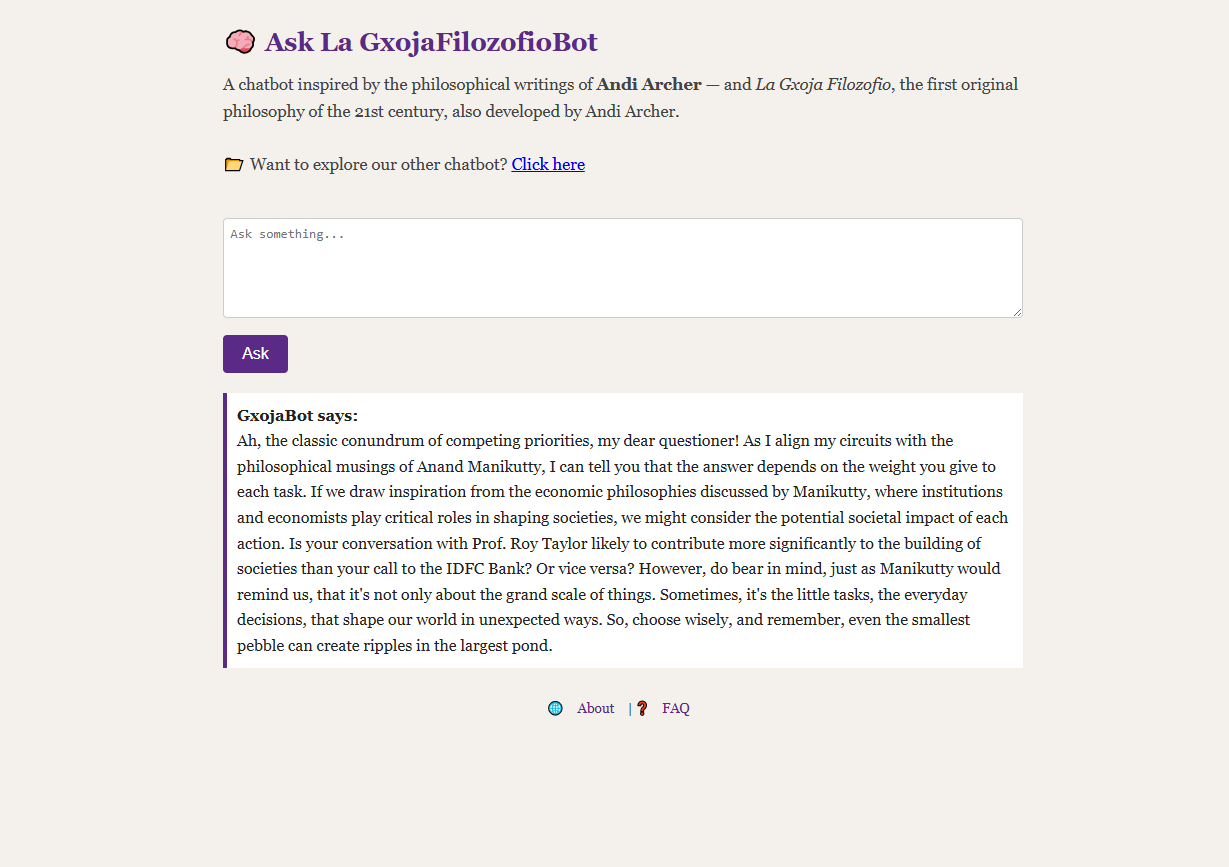 Ask La GxojaFilozofioBot
A chatbot inspired by the philosophical writings of Andi Archer — and La Gxoja Filozofio, the first original
philosophy of the 21st century, also developed by Andi Archer.
Want to explore our other chatbot? Click here
Ask something...
Ask
GxojaBot says:
Ah, the classic conundrum of competing priorities, my dear questioner! As I align my circuits with the
philosophical musings of Anand Manikutty, I can tell you that the answer depends on the weight you give to
each task. If we draw inspiration from the economic philosophies discussed by Manikutty, where institutions
and economists play critical roles in shaping societies, we might consider the potential societal impact of each
action. Is your conversation with Prof. Roy Taylor likely to contribute more significantly to the building of
societies than your call to the IDFC Bank? Or vice versa? However, do bear in mind, just as Manikutty would
remind us, that it's not only about the grand scale of things. Sometimes, it's the little tasks, the everyday
decisions, that shape our world in unexpected ways. So, choose wisely, and remember, even the smallest
pebble can create ripples in the largest pond.
About | ❓ FAQ